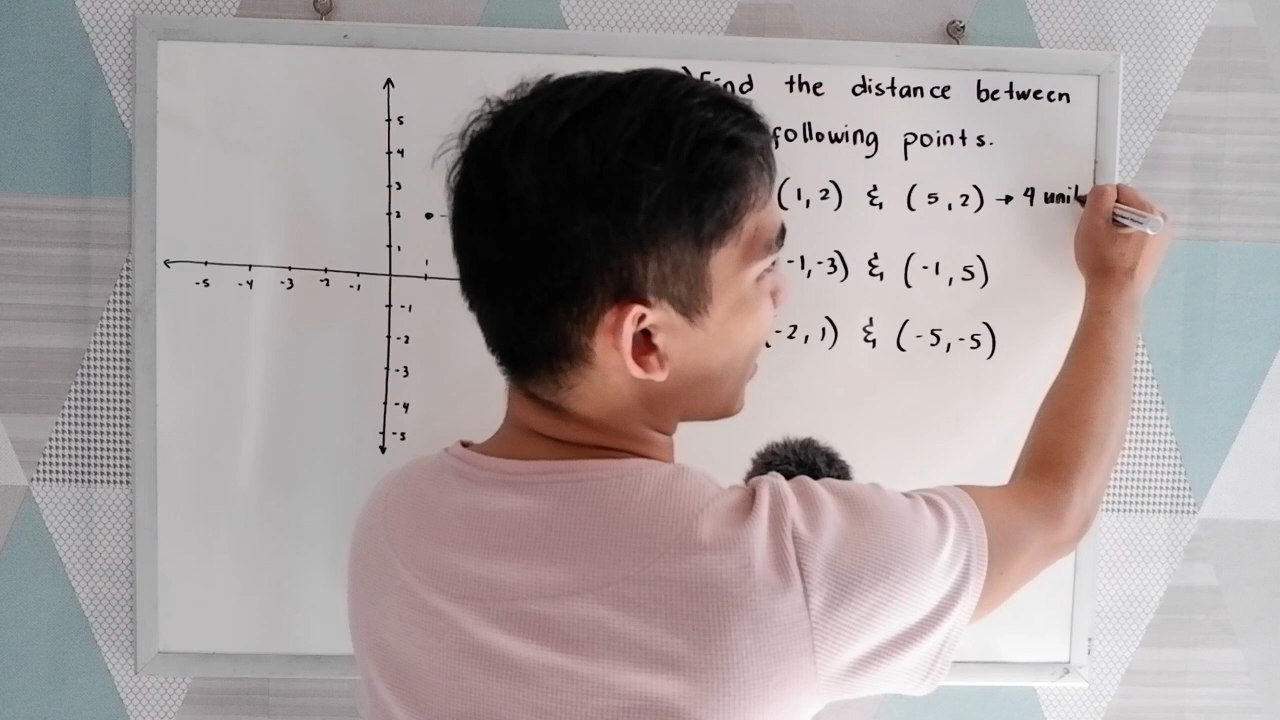 Find the distance between
following points.
(1, 2) & (5, 2) → 4 unit
-1, -3) & (-1, 5)
(-2, 1) & (-5, -5)
5
4
3
2
1
-5 -4 -3 -2 -1 1
-1
-2
-3
-4
-5